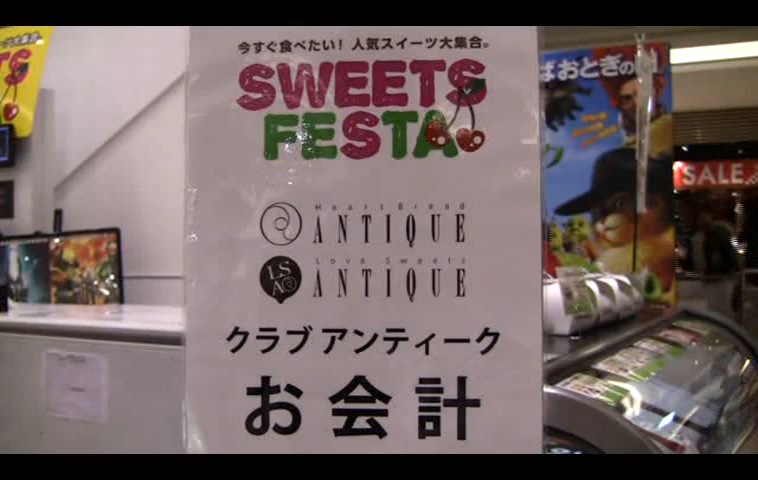 今すぐ食べたい！人気スイーツ大集合。
SWEETS
FESTA
Heart Bread
ANTIQUE
Love Sweets
LSA
ANTIQUE
クラブアンティーク
お会計
ばおとぎの
SALE